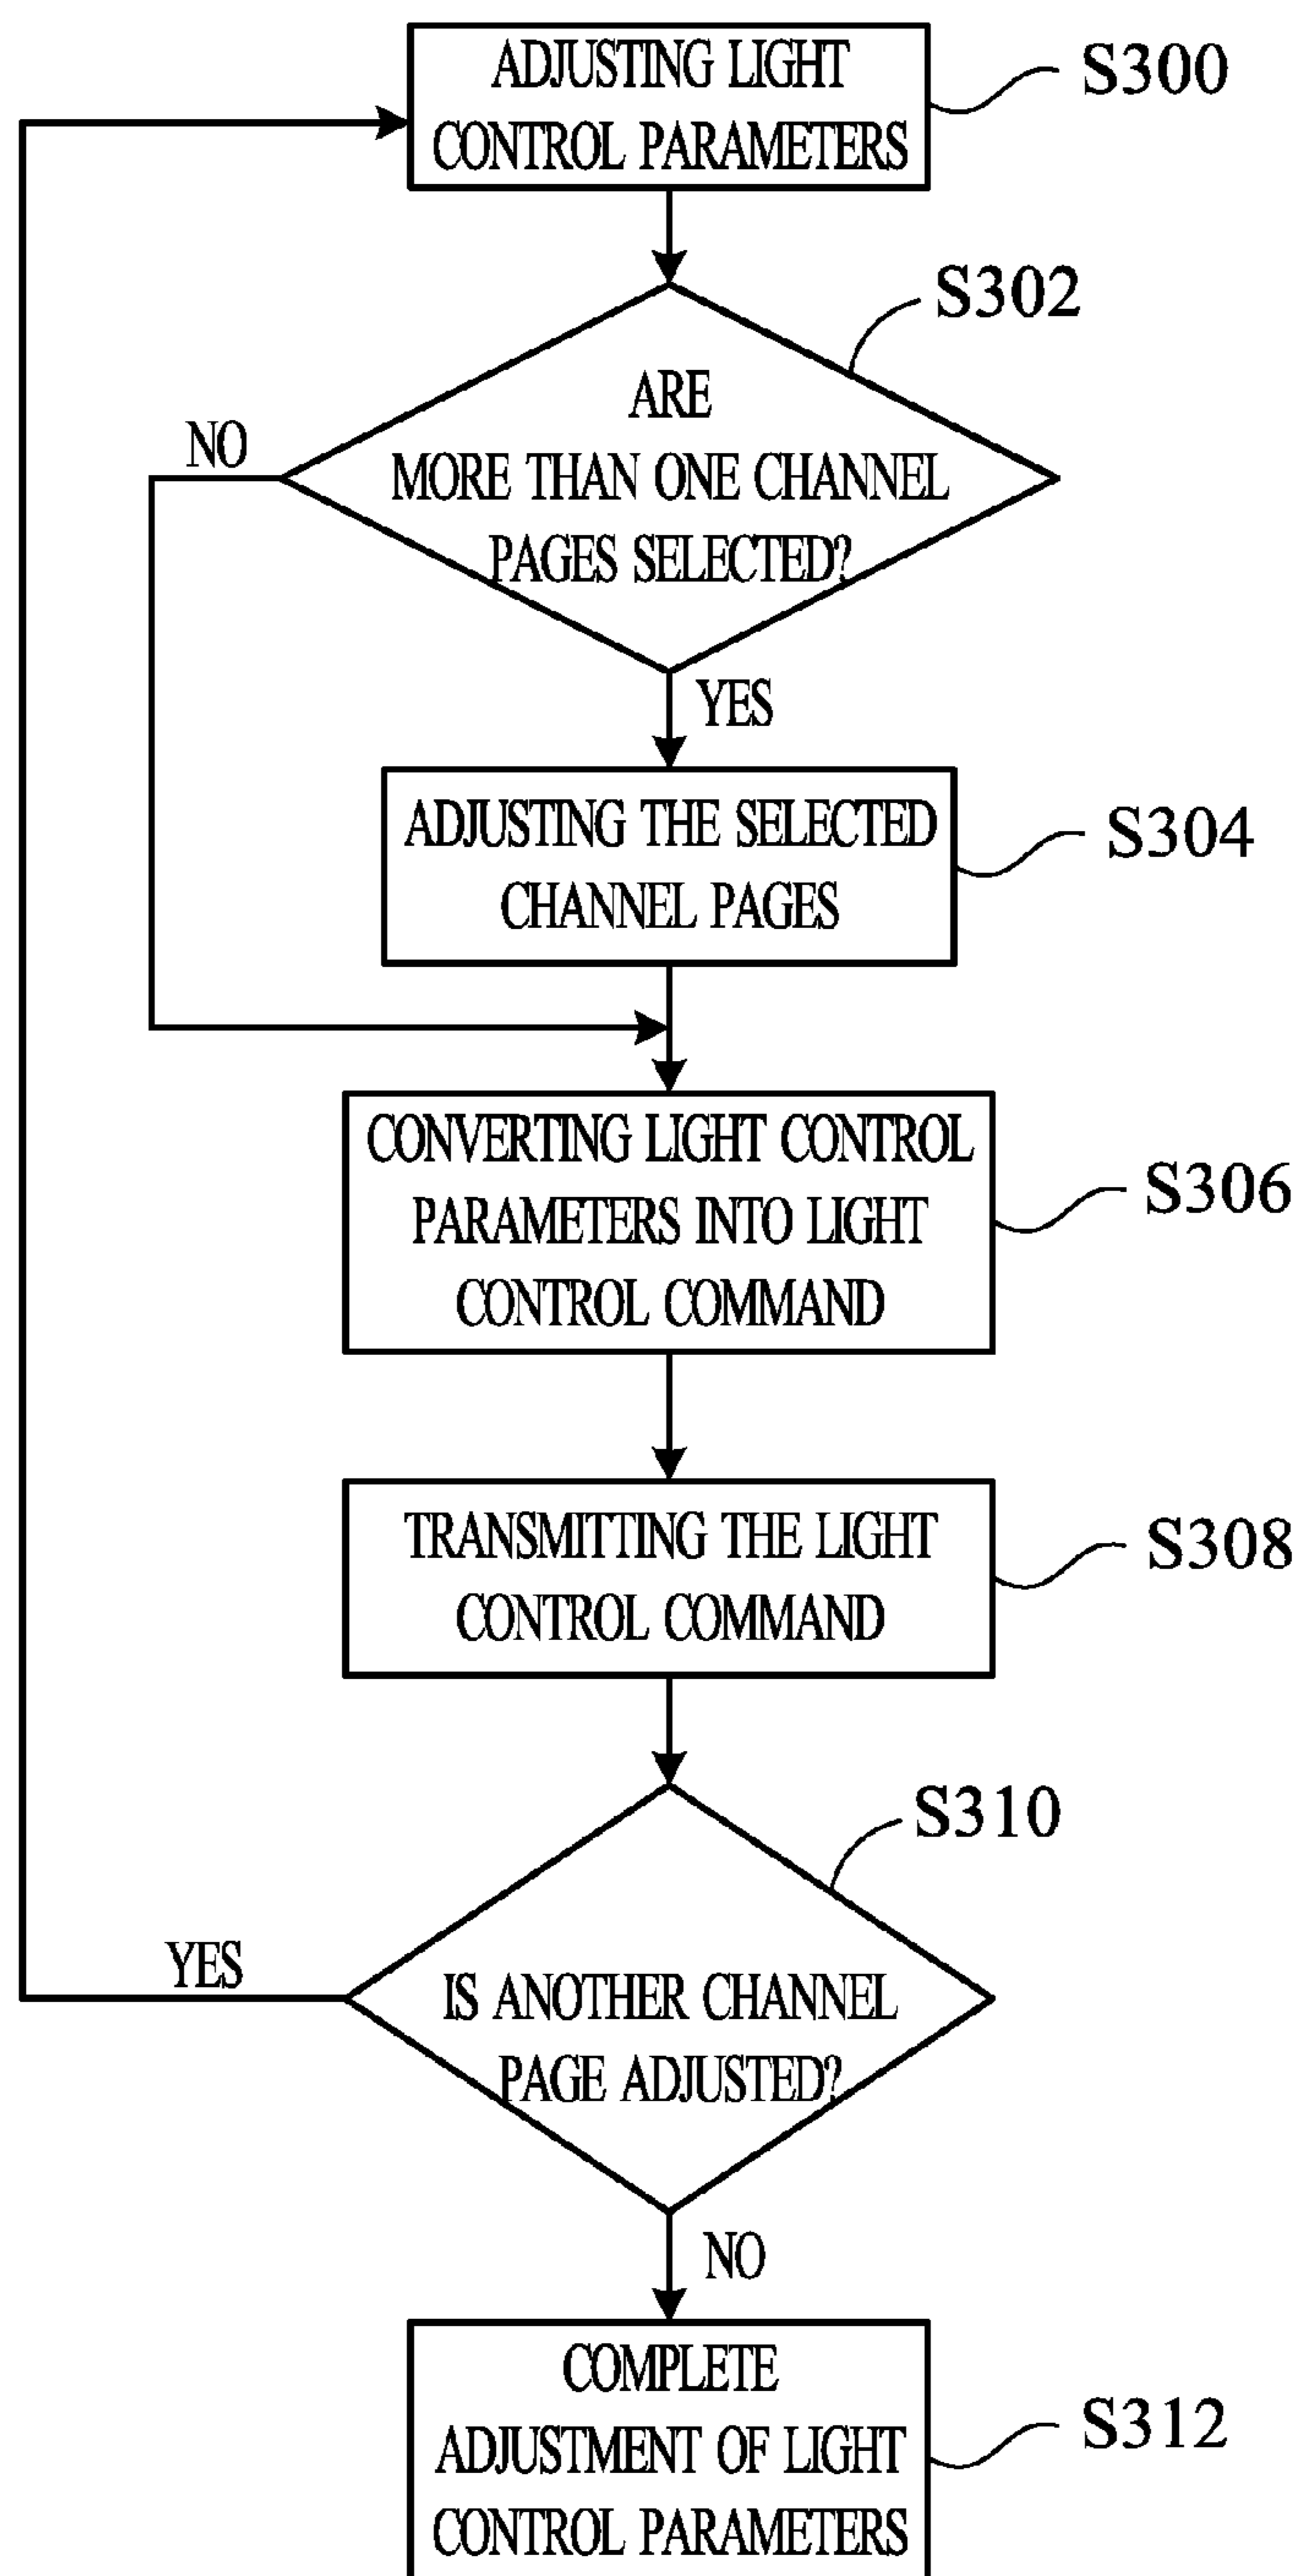 ADJUSTING LIGHT
CONTROL PARAMETERS
S300
S302
ARE
MORE THAN ONE CHANNEL
PAGES SELECTED?
NO
YES
ADJUSTING THE SELECTED
CHANNEL PAGES
S304
CONVERTING LIGHT CONTROL
PARAMETERS INTO LIGHT
CONTROL COMMAND
S306
TRANSMITTING THE LIGHT
CONTROL COMMAND
S308
S310
IS ANOTHER CHANNEL
PAGE ADJUSTED?
YES
NO
COMPLETE
ADJUSTMENT OF LIGHT
CONTROL PARAMETERS
S312